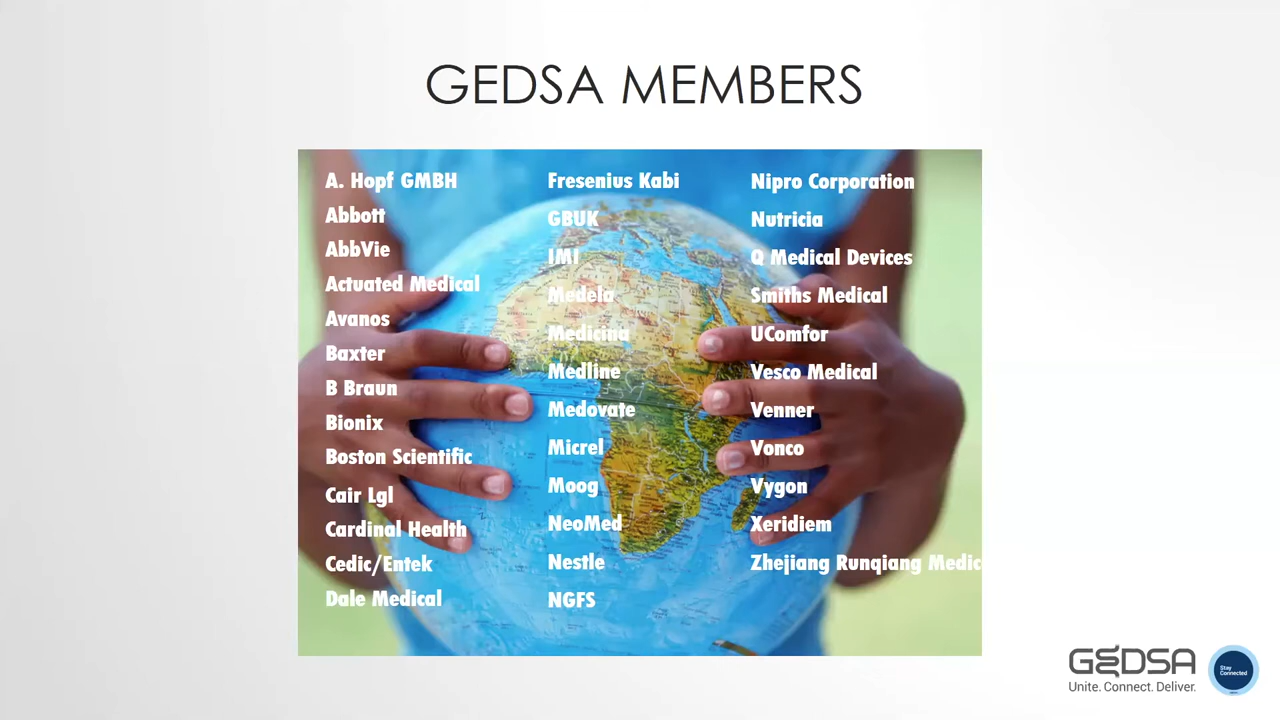 GEDSA MEMBERS
A. Hopf GMBH
Abbott
AbbVie
Actuated Medical
Avanos
Baxter
B Braun
Bionix
Boston Scientific
Cair Lgl
Cardinal Health
Cedic/Entek
Dale Medical
Fresenius Kabi
GBUK
IMI
Medela
Medicina
Medline
Medovate
Micrel
Moog
NeoMed
Nestle
NGFS
Nipro Corporation
Nutricia
Q Medical Devices
Smiths Medical
UComfor
Vesco Medical
Venner
Vonco
Vygon
Xeridiem
Zhejiang Runqiang Medic
GEDSA
Unite. Connect. Deliver.
Stay
Connected